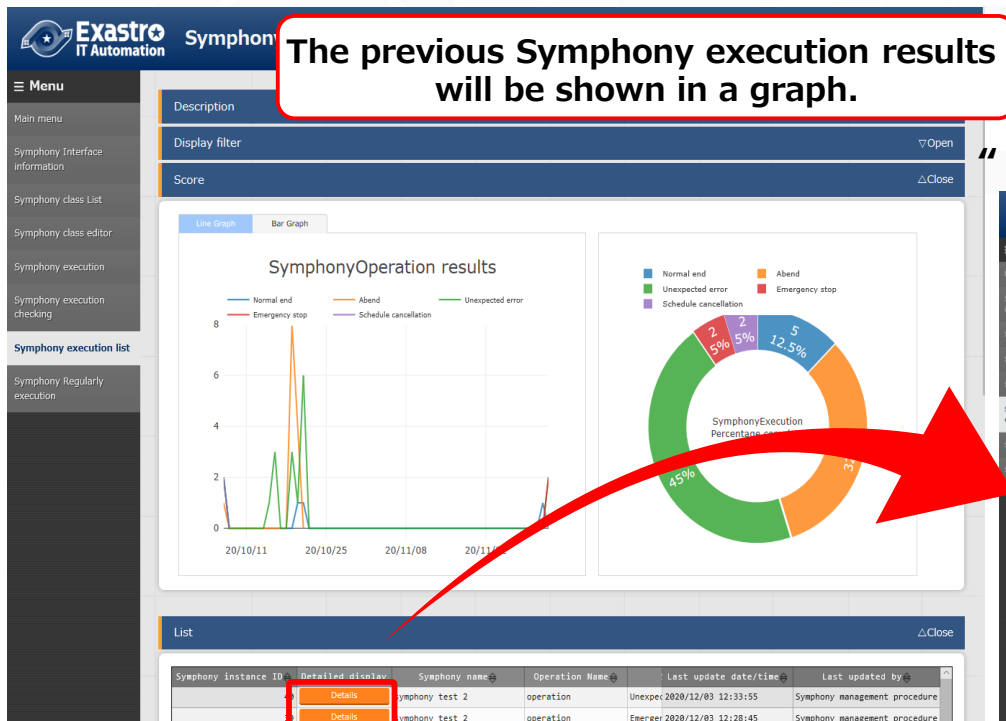 Exastro
IT Automation
Symphony
The previous Symphony execution results
will be shown in a graph.
☰ Menu
Main menu
Symphony Interface
information
Symphony class List
Symphony class editor
Symphony execution
Symphony execution
checking
Symphony execution list
Symphony Regularly
execution
Description
Display filter
▽Open
“
Score
△Close
Line Graph
Bar Graph
SymphonyOperation results
Normal end
Abend
Unexpected error
Emergency stop
Schedule cancellation
8
6
4
2
0
20/10/11
20/10/25
20/11/08
20/11/
Normal end
Abend
Unexpected error
Emergency stop
Schedule cancellation
2
5%
2
5%
5
12.5%
45%
32
SymphonyExecution
Percentage
List
△Close
Symphony instance ID
Detailed display
Symphony name
Operation Name
Last update date/time
Last updated by
Details
symphony test 2
operation
Unexpec
2020/12/03 12:33:55
Symphony management procedure
Details
symphony test 2
operation
Emerger
2020/12/03 12:28:45
Symphony management procedure